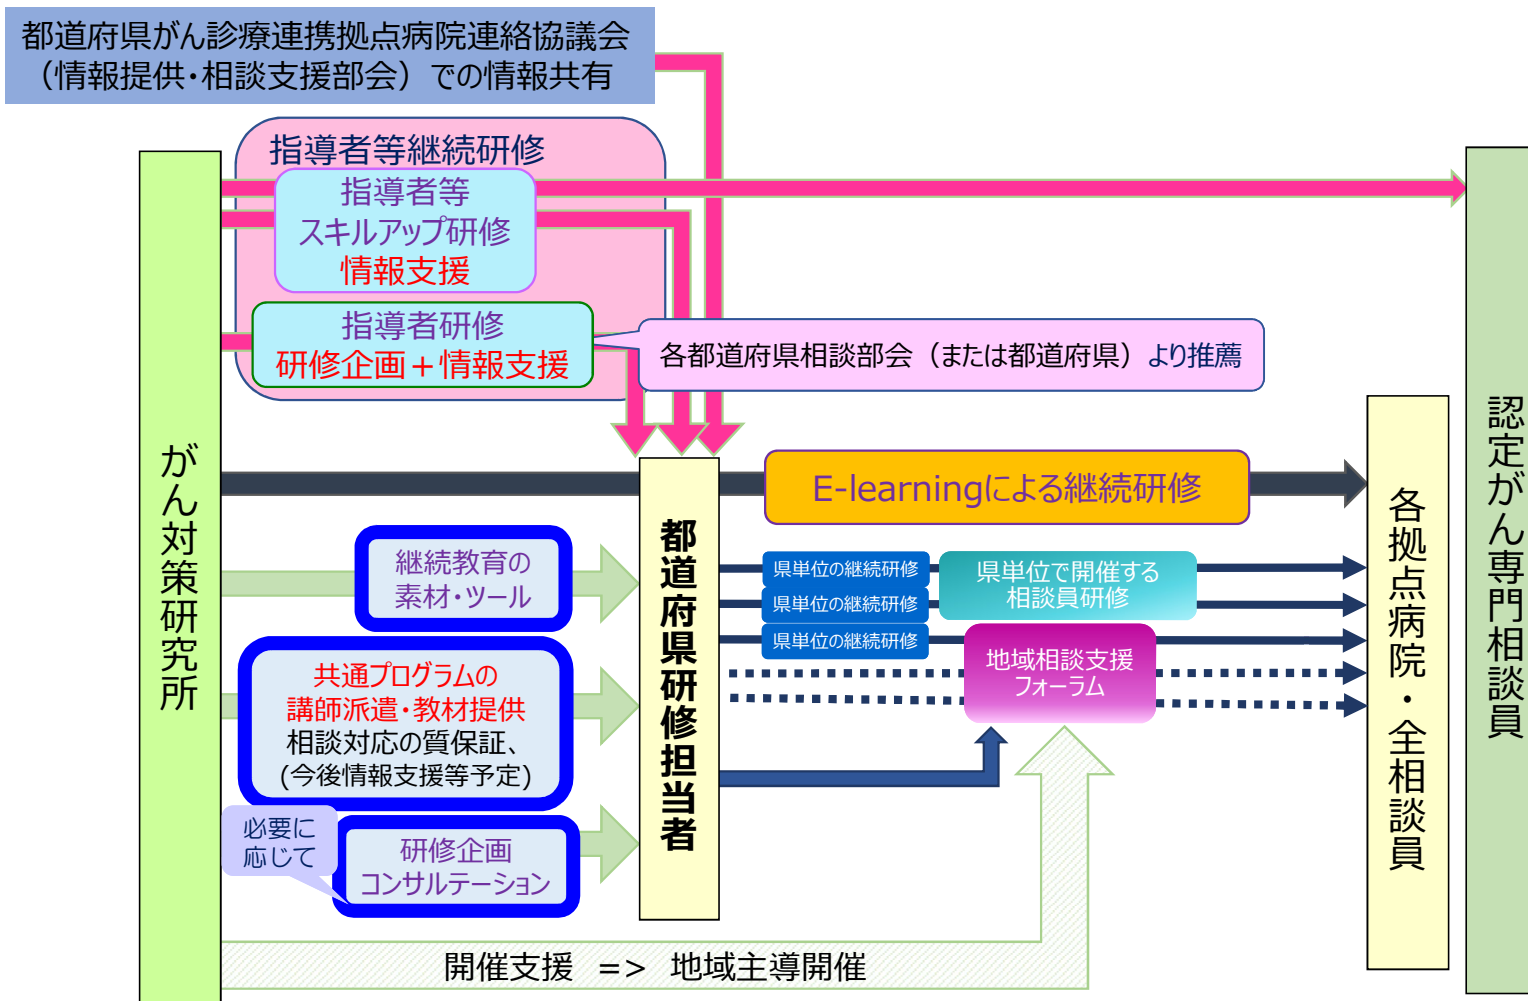 都道府県がん診療連携拠点病院連絡協議会
（情報提供・相談支援部会）での情報共有
指導者等継続研修
指導者等
スキルアップ研修
情報支援
指導者研修
研修企画＋情報支援
各都道府県相談部会（または都道府県）より推薦
がん対策研究所
E-learningによる継続研修
継続教育の
素材・ツール
共通プログラムの
講師派遣・教材提供
相談対応の質保証、
(今後情報支援等予定)
必要に
応じて
研修企画
コンサルテーション
都道府県研修担当者
県単位の継続研修
県単位の継続研修
県単位の継続研修
県単位で開催する
相談員研修
地域相談支援
フォーラム
開催支援 => 地域主導開催
各拠点病院・全相談員
認定がん専門相談員